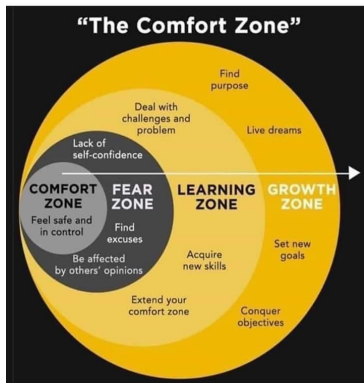 “The Comfort Zone”
Find
purpose
Deal with
challenges and
problem
Live dreams
Lack of
self-confidence
COMFORT
ZONE
Feel safe and
in control
FEAR
ZONE
Find
excuses
Be affected
by others' opinions
LEARNING
ZONE
Acquire
new skills
Extend your
comfort zone
GROWTH
ZONE
Set new
goals
Conquer
objectives